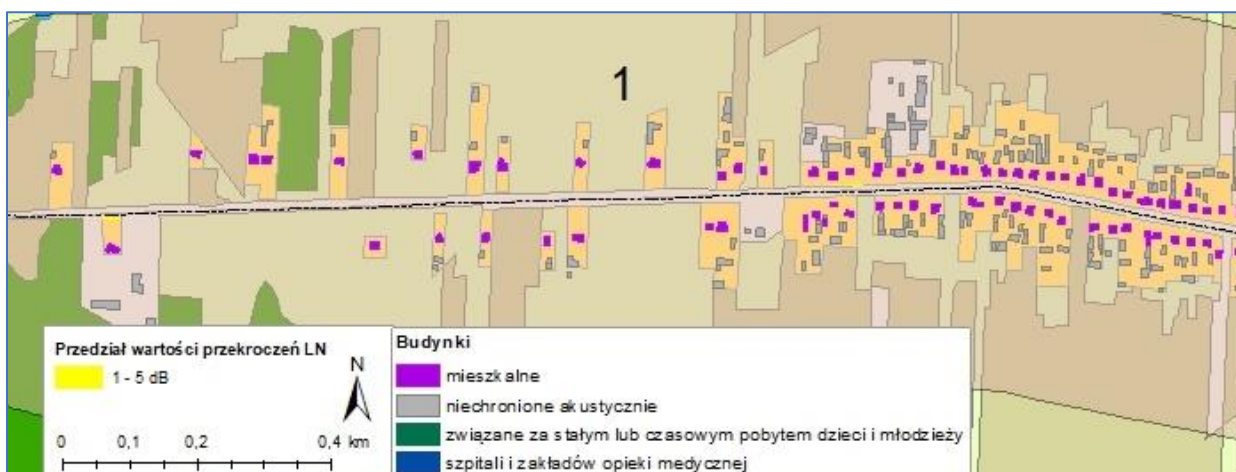 1
Przedział wartości przekroczeń LN
1 - 5 dB
N
0 0,1 0,2 0,4 km
Budynki
mieszkalne
niechronione akustycznie
związane za stałym lub czasowym pobytem dzieci i młodzieży
szpitali i zakładów opieki medycznej